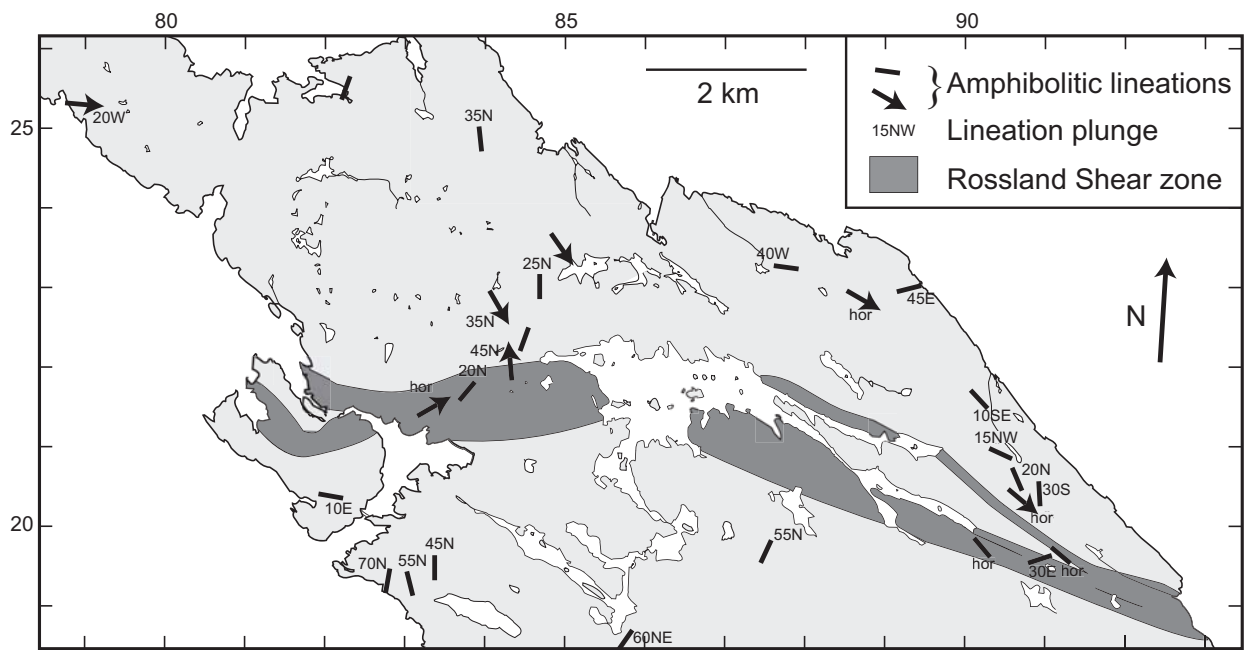 80 85 90
25
20
2 km
} Amphibolitic lineations
15NW Lineation plunge
Rossland Shear zone
N
20W
35N
25N
35N
45N
20N
hor
40W
45E
hor
10SE
15NW
20N
30S
hor
10E
55N
hor
30E hor
70N 55N 45N
60NE